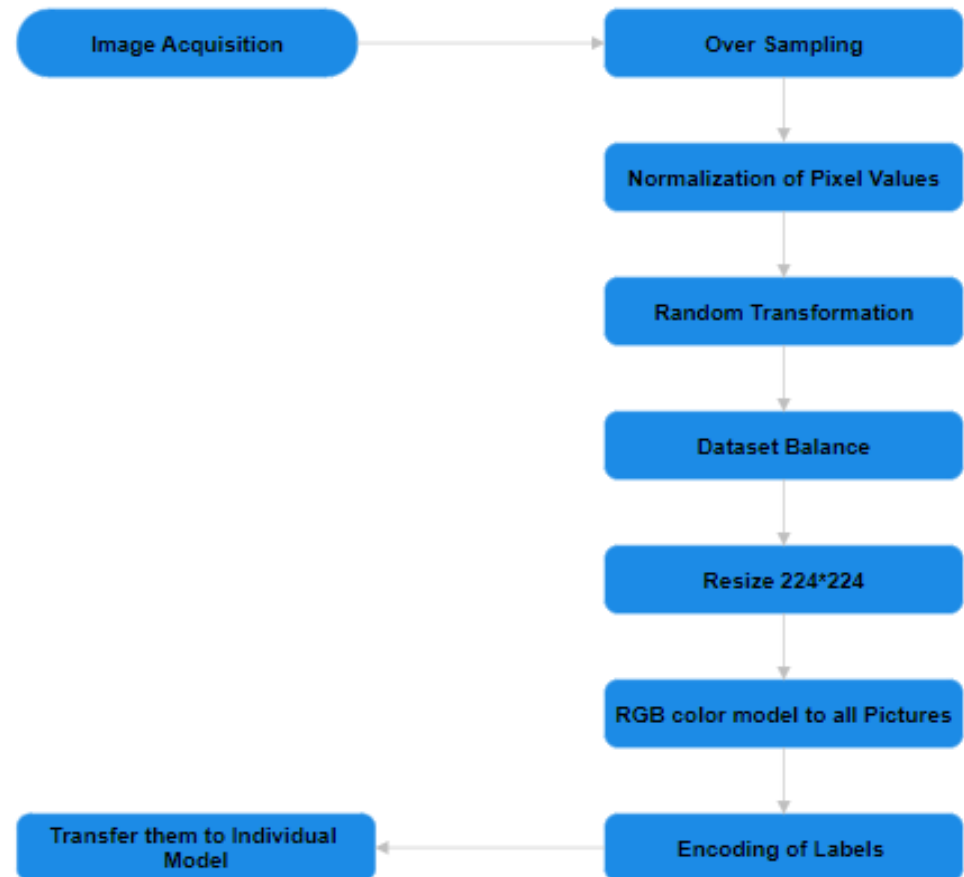 Image Acquisition
Over Sampling
Normalization of Pixel Values
Random Transformation
Dataset Balance
Resize 224*224
RGB color model to all Pictures
Encoding of Labels
Transfer them to Individual
Model